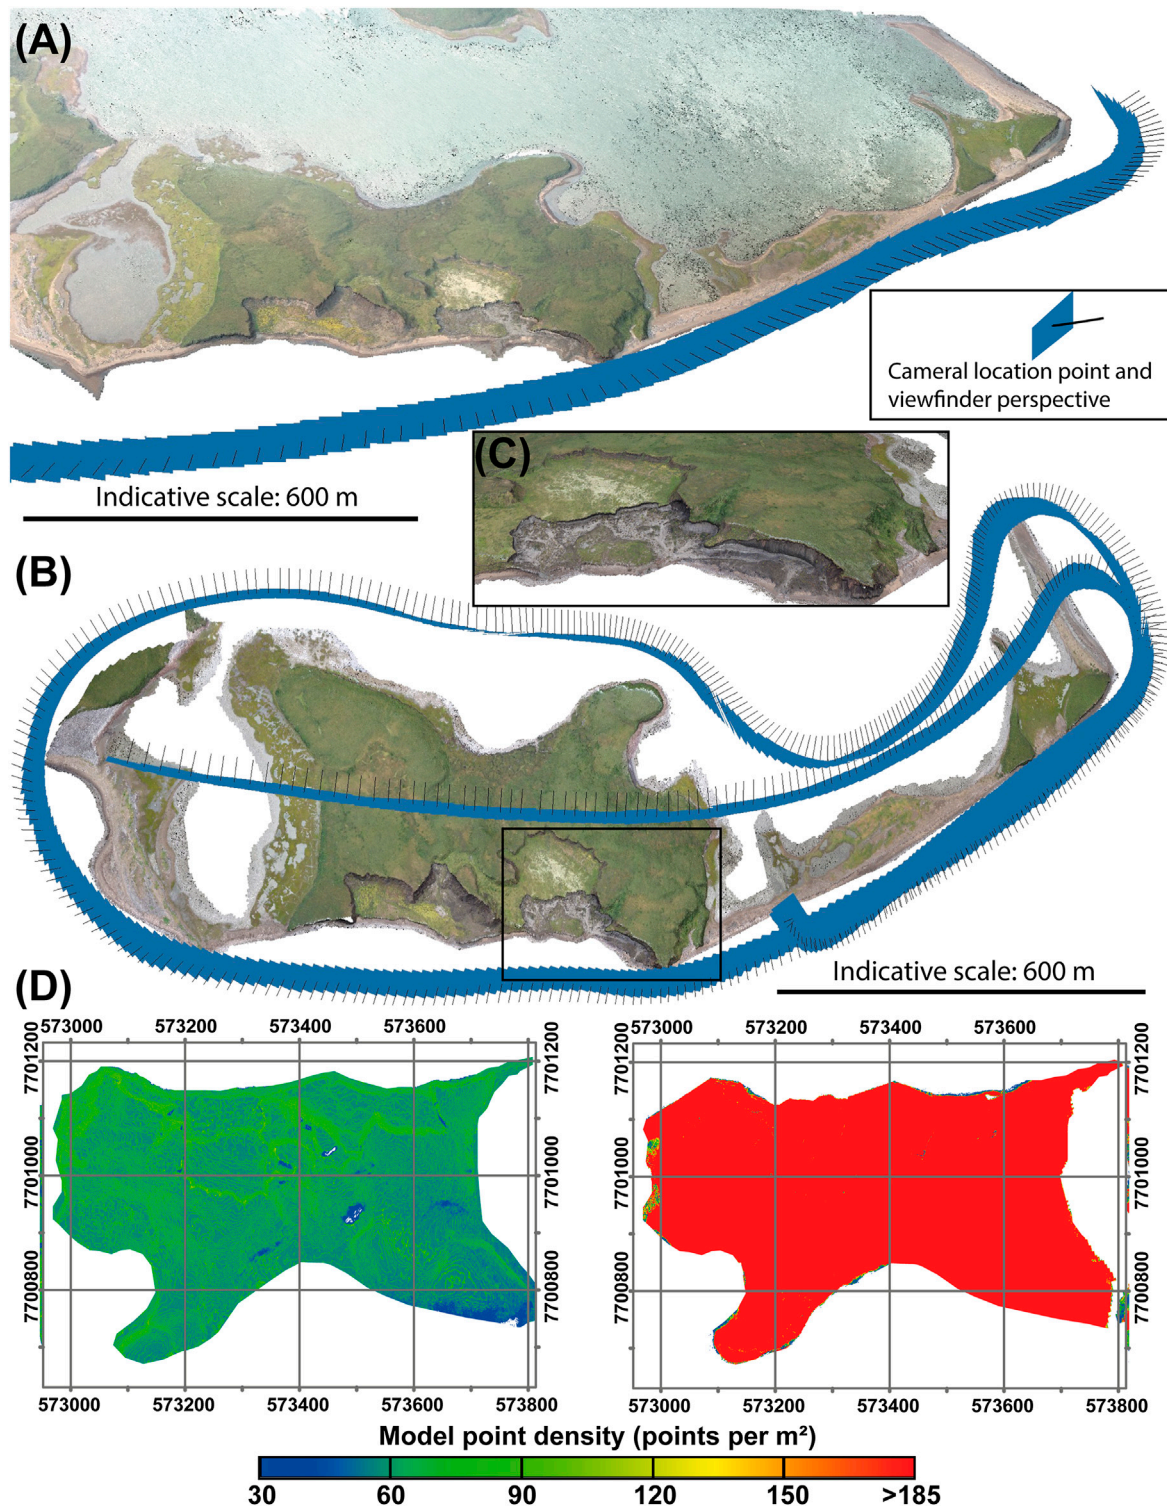 (A)
Cameral location point and
viewfinder perspective
(C)
Indicative scale: 600 m
(B)
Indicative scale: 600 m
(D)
573000 573200 573400 573600
573000 573200 573400 573600
7701200 7701200 7701200 7701200
7701000 7701000 7701000 7701000
7700800 7700800 7700800 7700800
573000 573200 573400 573600 573800
573000 573200 573400 573600 573800
Model point density (points per m²)
30 60 90 120 150 >185